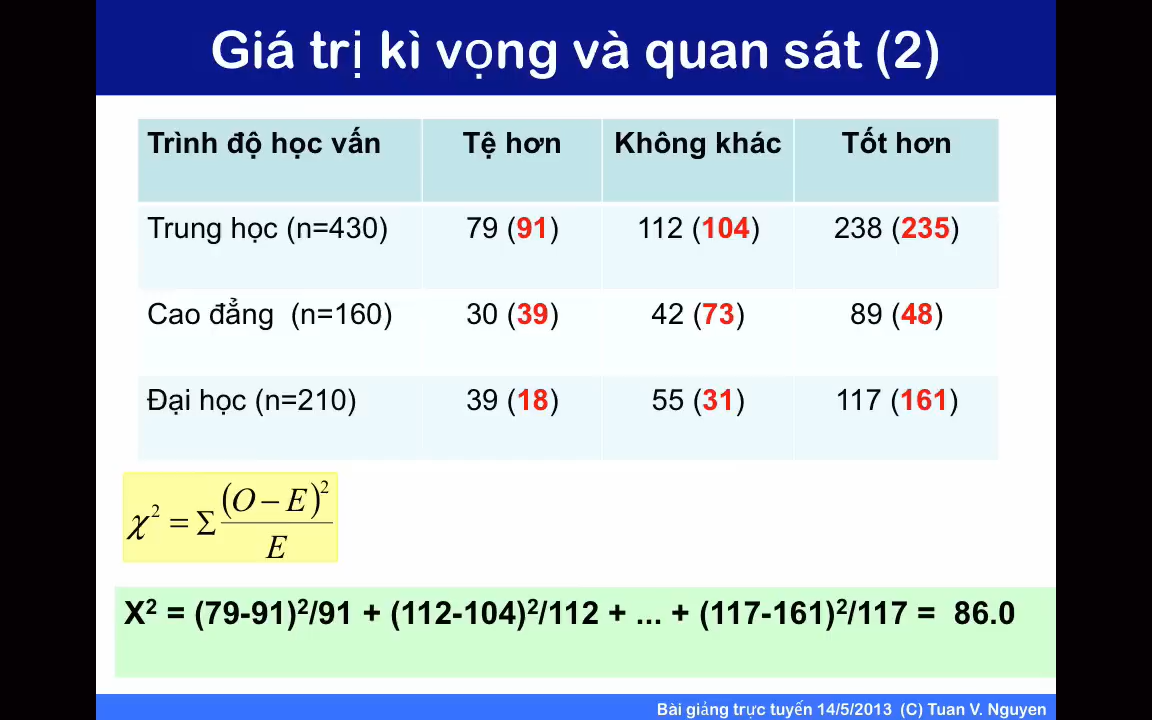 Giá trị kì vọng và quan sát (2)
Trình độ học vấn Tệ hơn Không khác Tốt hơn
Trung học (n=430) 79 (91) 112 (104) 238 (235)
Cao đẳng (n=160) 30 (39) 42 (73) 89 (48)
Đại học (n=210) 39 (18) 55 (31) 117 (161)
χ² = Σ (O − E)² / E
X² = (79-91)²/91 + (112-104)²/112 + ... + (117-161)²/117 = 86.0
Bài giảng trực tuyến 14/5/2013 (C) Tuan V. Nguyen